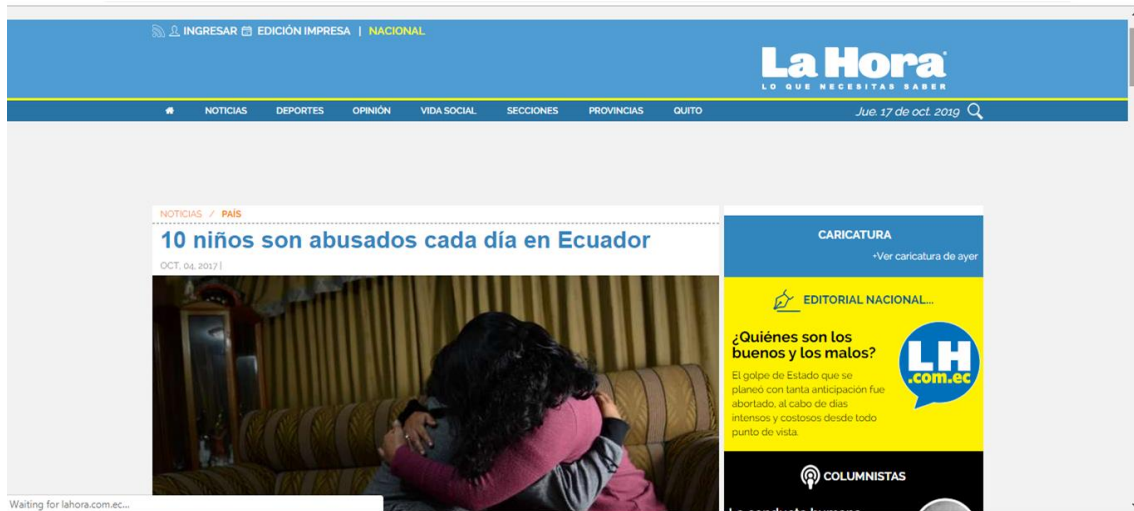 INGRESAR EDICIÓN IMPRESA | NACIONAL
La Hora
LO QUE NECESITAS SABER
NOTICIAS DEPORTES OPINIÓN VIDA SOCIAL SECCIONES PROVINCIAS QUITO Jue. 17 de oct. 2019
NOTICIAS / PAÍS
10 niños son abusados cada día en Ecuador
OCT, 04, 2017 |
CARICATURA
+Ver caricatura de ayer
EDITORIAL NACIONAL...
¿Quiénes son los
buenos y los malos?
El golpe de Estado que se
planeó con tanta anticipación fue
abortado, al cabo de días
intensos y costosos desde todo
punto de vista.
LH
.com.ec
COLUMNISTAS
La conducta humana
Waiting for lahora.com.ec...